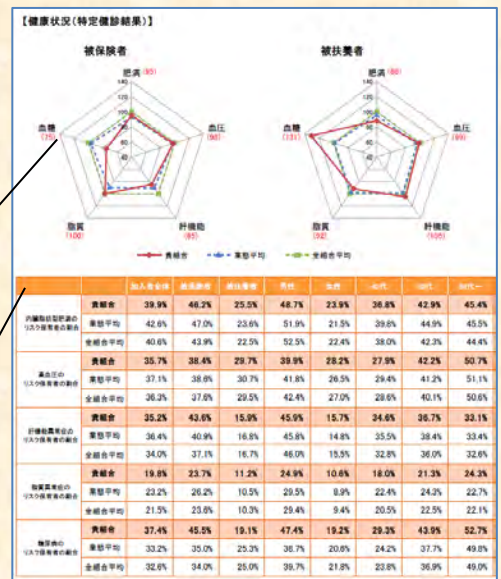 【健康状況(特定健診結果)】
被保険者 被扶養者
肥満 肥満
140 140
120 120
100 100
80 80
60 60
40 40
血糖 血圧 血糖 血圧
(75) (131) (99)
脂質 肝機能 脂質 肝機能
(100) (85) (92) (105)
貴組合 業態平均 全組合平均
加入者全体 被保険者 被扶養者 男性 女性
内臓脂肪型肥満のリスク保有者の割合
貴組合 39.9% 46.2% 25.5% 48.7% 23.9% 36.8% 42.9% 45.4%
業態平均 42.6% 47.0% 23.6% 51.9% 21.5% 39.8% 44.9% 45.5%
全組合平均 40.6% 43.9% 22.5% 52.5% 22.4% 38.0% 42.3% 44.4%
高血圧のリスク保有者の割合
貴組合 35.7% 38.4% 29.7% 39.9% 28.2% 27.9% 42.2% 50.7%
業態平均 37.1% 38.6% 30.7% 41.8% 26.5% 29.4% 41.2% 51.1%
全組合平均 36.3% 37.6% 29.5% 42.4% 27.0% 28.6% 40.1% 50.6%
肝機能異常症のリスク保有者の割合
貴組合 35.2% 43.6% 15.9% 45.9% 15.7% 34.6% 36.7% 33.1%
業態平均 36.4% 40.9% 16.8% 45.8% 14.8% 35.5% 38.4% 33.4%
全組合平均 34.0% 37.1% 16.7% 46.0% 15.5% 32.8% 36.0% 32.6%
脂質異常症のリスク保有者の割合
貴組合 19.8% 23.7% 11.2% 24.9% 10.6% 18.0% 21.3% 24.3%
業態平均 23.2% 26.2% 10.5% 29.5% 8.9% 22.4% 24.3% 22.7%
全組合平均 21.5% 23.6% 10.3% 29.4% 9.4% 20.5% 22.5% 22.1%
糖尿病のリスク保有者の割合
貴組合 37.4% 45.5% 19.1% 47.4% 19.2% 29.3% 43.9% 52.7%
業態平均 33.2% 35.0% 25.3% 36.7% 20.6% 24.2% 37.7% 49.8%
全組合平均 32.6% 34.0% 25.0% 39.7% 21.8% 23.8% 36.9% 49.0%